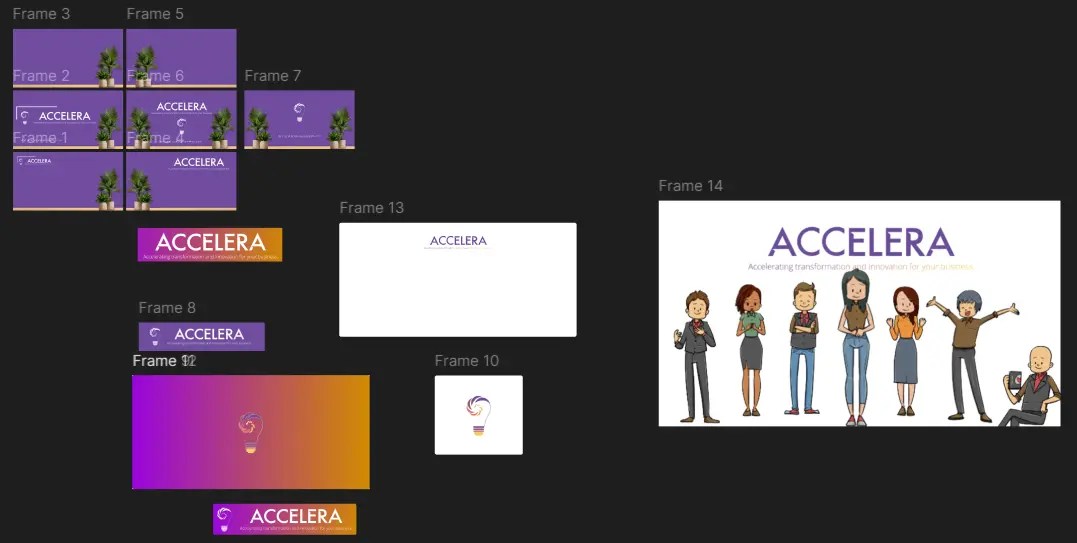 Frame 3
Frame 5
Frame 2
Frame 6
Frame 7
ACCELERA
ACCELERA
Frame 1
Frame 4
ACCELERA
ACCELERA
Frame 14
Frame 13
ACCELERA
ACCELERA
Accelerating transformation and innovation for your business.
ACCELERA
Accelerating transformation and innovation for your business.
Frame 8
ACCELERA
Frame 11
Frame 10
ACCELERA